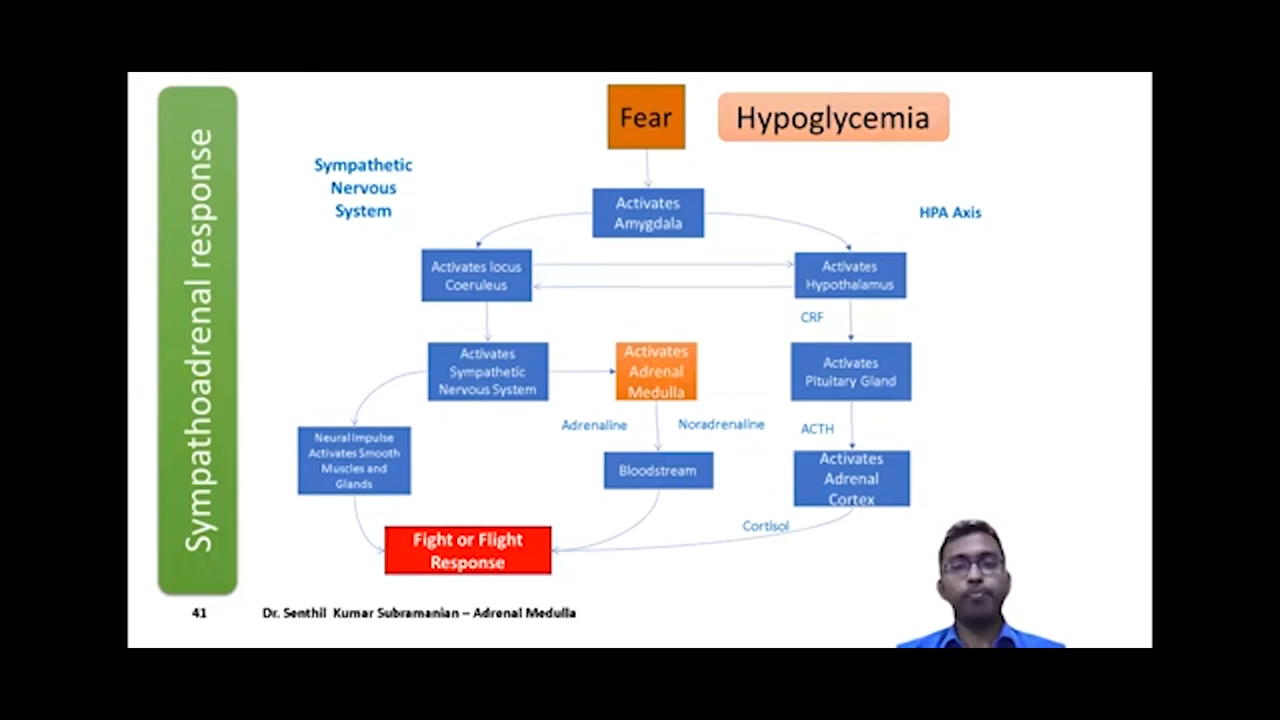 Sympathoadrenal response
Fear
Hypoglycemia
Sympathetic
Nervous
System
Activates
Amygdala
HPA Axis
Activates locus
Coeruleus
Activates
Hypothalamus
CRF
Activates
Sympathetic
Nervous System
Activates
Adrenal
Medulla
Activates
Pituitary Gland
Adrenaline
Noradrenaline
ACTH
Neural Impulse
Activates Smooth
Muscles and
Glands
Bloodstream
Activates
Adrenal
Cortex
Cortisol
Fight or Flight
Response
41
Dr. Senthil Kumar Subramanian – Adrenal Medulla